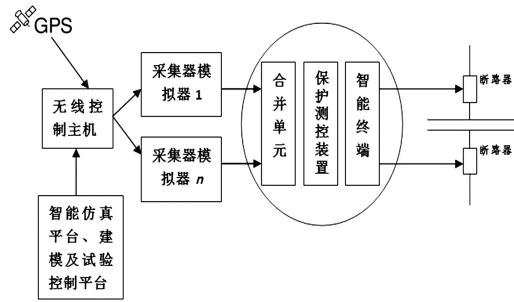 GPS
无线控
制主机
采集器模
拟器 1
采集器模
拟器 n
智能仿真
平台、建
模及试验
控制平台
合并单元
保护测控装置
智能终端
断路器
断路器